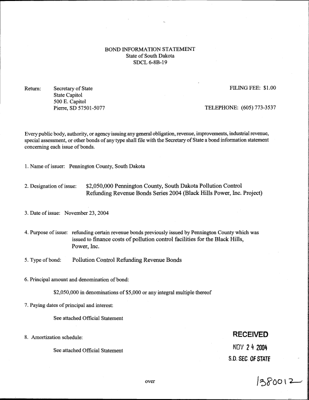 BOND INFORMATION STATEMENT
State of South Dakota
SDCL 6-8B-19
Return: Secretary of State FILING FEE: $1.00
State Capitol
500 E. Capitol
Pierre, SD 57501-5077 TELEPHONE: (605) 773-3537
Every public body, authority, or agency issuing any general obligation, revenue, improvements, industrial revenue,
special assessment, or other bonds of any type shall file with the Secretary of State a bond information statement
concerning each issue of bonds.
1. Name of issuer: Pennington County, South Dakota
2. Designation of issue: $2,050,000 Pennington County, South Dakota Pollution Control
Refunding Revenue Bonds Series 2004 (Black Hills Power, Inc. Project)
3. Date of issue: November 23, 2004
4. Purpose of issue: refunding certain revenue bonds previously issued by Pennington County which was
issued to finance costs of pollution control facilities for the Black Hills,
Power, Inc.
5. Type of bond: Pollution Control Refunding Revenue Bonds
6. Principal amount and denomination of bond:
$2,050,000 in denominations of $5,000 or any integral multiple thereof
7. Paying dates of principal and interest:
See attached Official Statement
8. Amortization schedule:
See attached Official Statement
RECEIVED
NOV 24 2004
S.D. SEC OF STATE
over
1380012